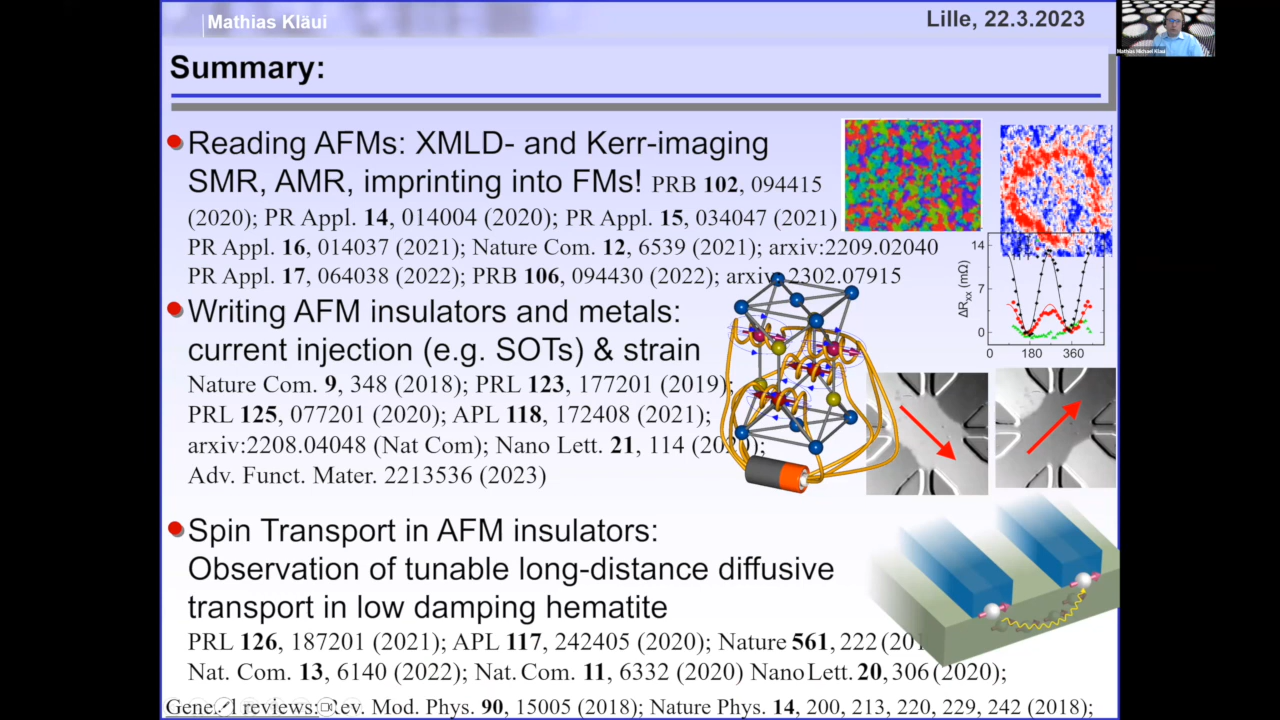 Mathias Kläui
Lille, 22.3.2023
Mathias Michael Kläui
Summary:
Reading AFMs: XMLD- and Kerr-imaging
SMR, AMR, imprinting into FMs! PRB 102, 094415
(2020); PR Appl. 14, 014004 (2020); PR Appl. 15, 034047 (2021)
PR Appl. 16, 014037 (2021); Nature Com. 12, 6539 (2021); arxiv:2209.02040
PR Appl. 17, 064038 (2022); PRB 106, 094430 (2022); arxiv:2302.07915
14
7
0
ΔRxx (mΩ)
0 180 360
Writing AFM insulators and metals:
current injection (e.g. SOTs) & strain
Nature Com. 9, 348 (2018); PRL 123, 177201 (2019);
PRL 125, 077201 (2020); APL 118, 172408 (2021);
arxiv:2208.04048 (Nat Com); Nano Lett. 21, 114 (20
Adv. Funct. Mater. 2213536 (2023)
Spin Transport in AFM insulators:
Observation of tunable long-distance diffusive
transport in low damping hematite
PRL 126, 187201 (2021); APL 117, 242405 (2020); Nature 561, 222 (201
Nat. Com. 13, 6140 (2022); Nat. Com. 11, 6332 (2020) Nano Lett. 20, 306 (2020);
General reviews: Rev. Mod. Phys. 90, 15005 (2018); Nature Phys. 14, 200, 213, 220, 229, 242 (2018);